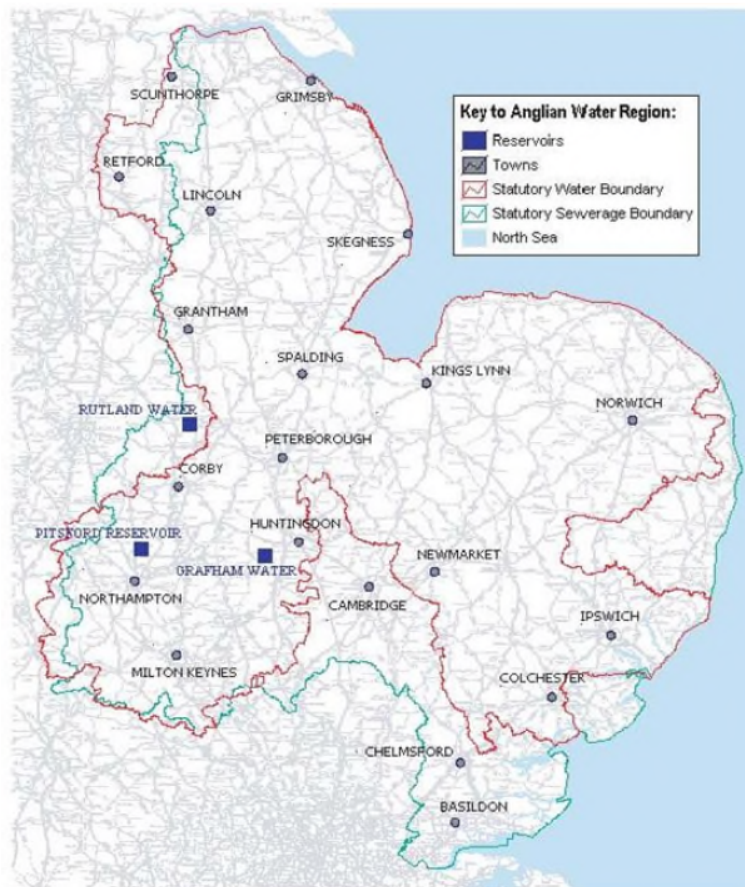 SCUNTHORPE
GRIMSBY
Key to Anglian Water Region:
Reservoirs
Towns
Statutory Water Boundary
Statutory Sewerage Boundary
North Sea
RETFORD
LINCOLN
SKEGNESS
GRANTHAM
SPALDING
KINGS LYNN
RUTLAND WATER
NORWICH
PETERBOROUGH
CORBY
PITSFORD RESERVOIR
HUNTINGDON
GRAFHAM WATER
NEWMARKET
NORTHAMPTON
CAMBRIDGE
IPSWICH
MILTON KEYNES
COLCHESTER
CHELMSFORD
BASILDON